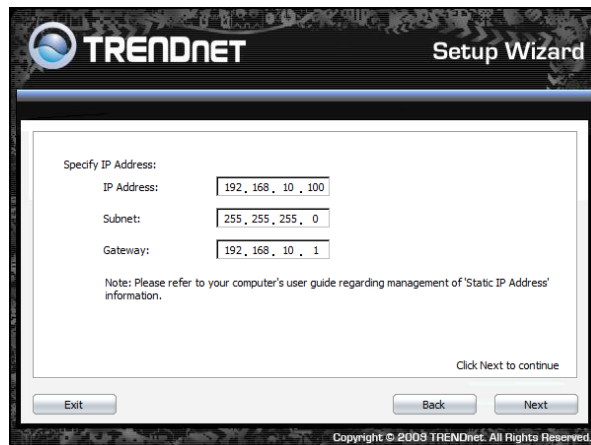 TRENDNET
Setup Wizard
Specify IP Address:
IP Address: 192 . 168 . 10 . 100
Subnet: 255 . 255 . 255 . 0
Gateway: 192 . 168 . 10 . 1
Note: Please refer to your computer's user guide regarding management of 'Static IP Address'
information.
Click Next to continue
Exit
Back
Next
Copyright © 2009 TRENDnet. All Rights Reserved.